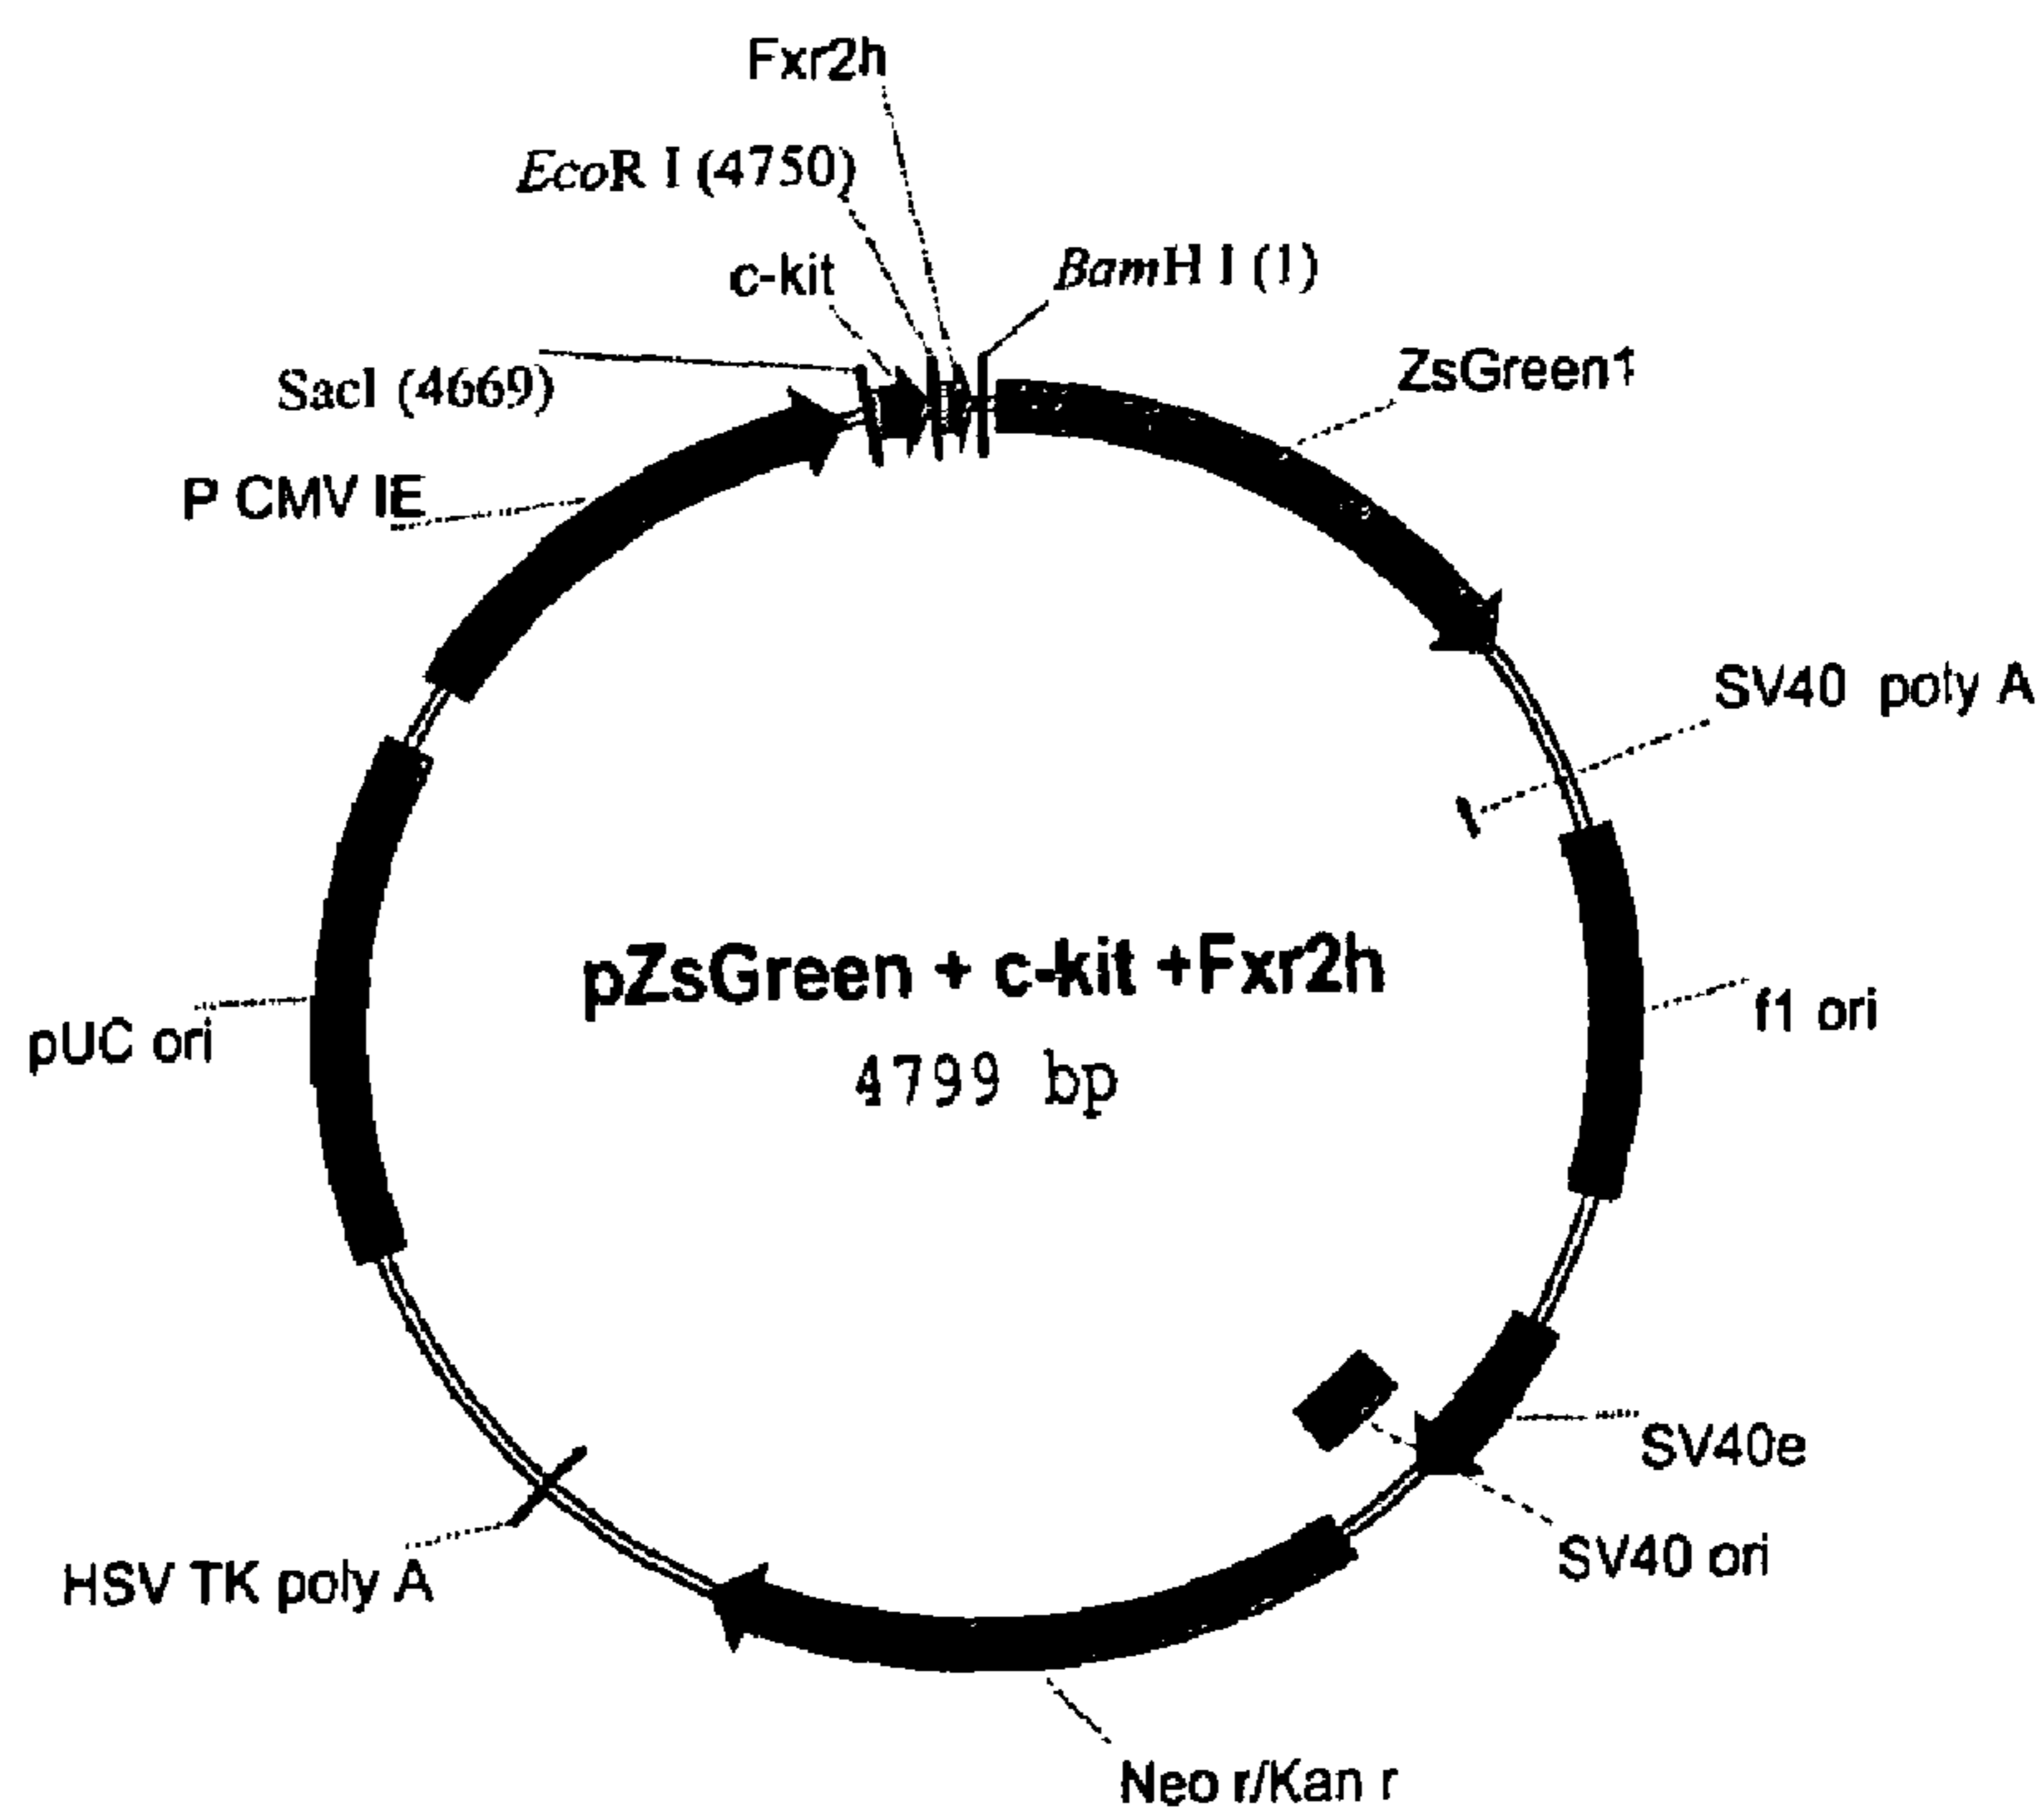 Fxr2h
EcoR I (4750)
c-kit
BamH I (1)
SacI (4669)
ZsGreen1
P CMV IE
SV40 poly A
pZsGreen + c-kit +Fxr2h
4799 bp
pUC ori
f1 ori
SV40e
SV40 ori
HSV TK poly A
Neo r/Kan r